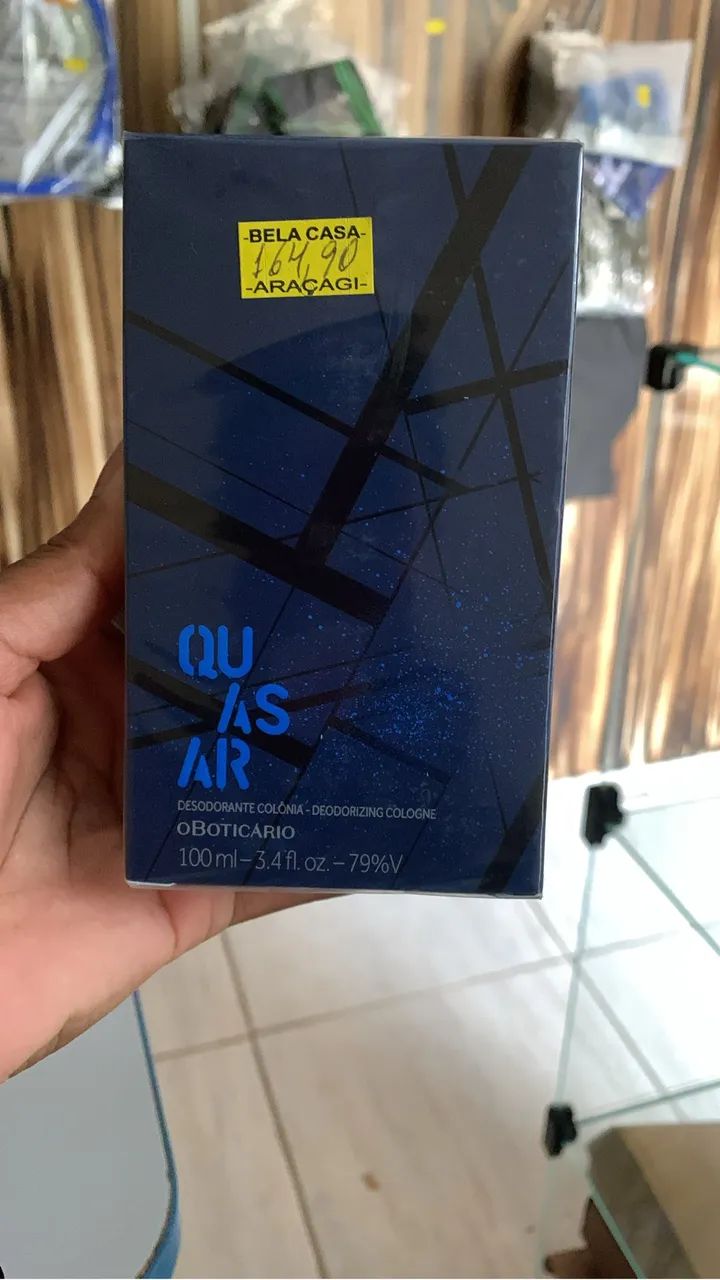 -BELA CASA-
164,90
-ARAÇAGI-
QU
AS
AR
DESODORANTE COLÔNIA - DEODORIZING COLOGNE
oBOTICÁRIO
100 ml – 3.4 fl. oz. – 79%V